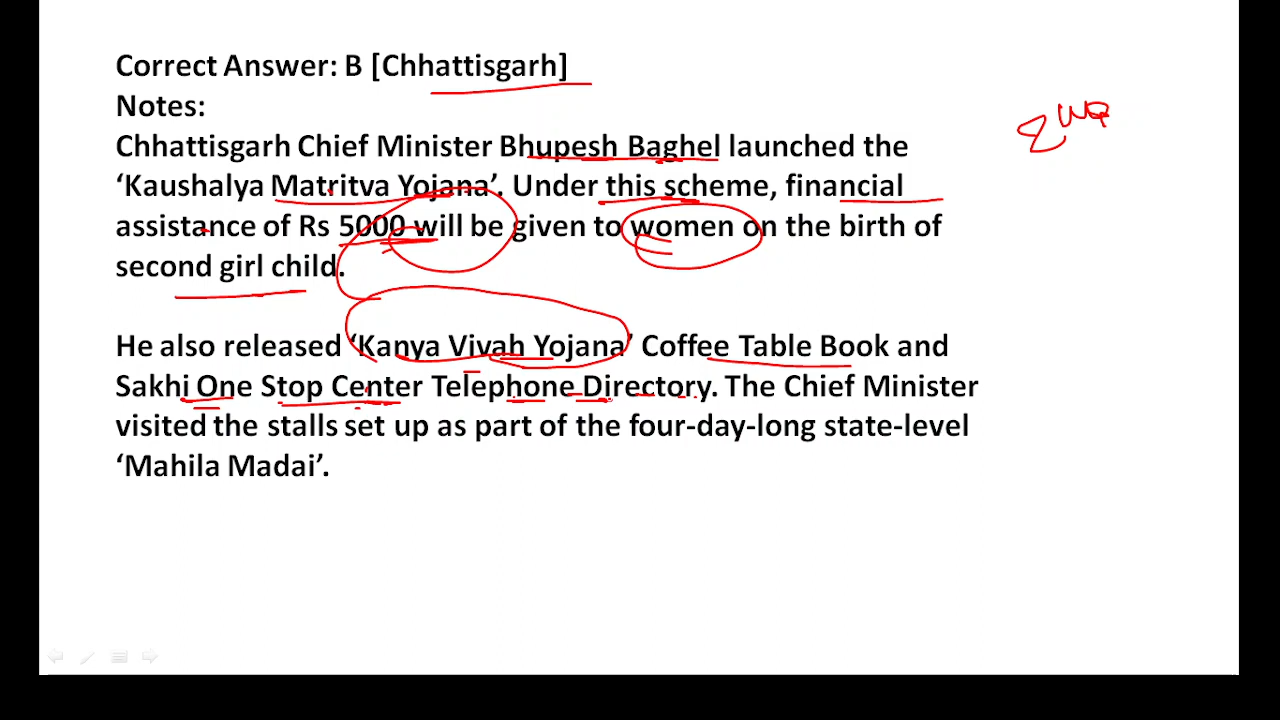 Correct Answer: B [Chhattisgarh]
Notes:
Chhattisgarh Chief Minister Bhupesh Baghel launched the
‘Kaushalya Matritva Yojana’. Under this scheme, financial
assistance of Rs 5000 will be given to women on the birth of
second girl child.
He also released ‘Kanya Vivah Yojana’ Coffee Table Book and
Sakhi One Stop Center Telephone Directory. The Chief Minister
visited the stalls set up as part of the four-day-long state-level
‘Mahila Madai’.